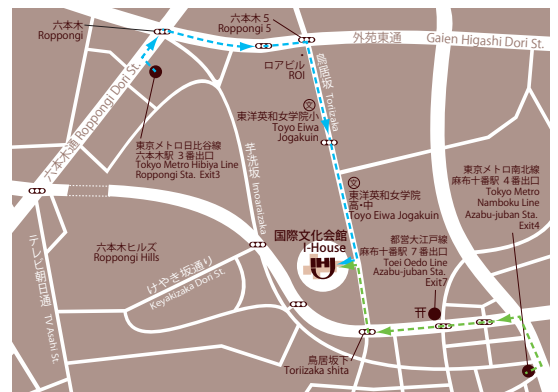 六本木
Roppongi
六本木 5
Roppongi 5
外苑東通
Gaien Higashi Dori St.
ロアビル
ROI
鳥居坂 Torizaka
六本木通 Roppongi Dori St.
文
東洋英和女学院小
Toyo Eiwa
Jogakuin
東京メトロ日比谷線
六本木駅 3番出口
Tokyo Metro Hibiya Line
Roppongi Sta. Exit3
芋洗坂 Imoaraizaka
文
東洋英和女学院
高・中
Toyo Eiwa Jogakuin
東京メトロ南北線
麻布十番駅 4番出口
Tokyo Metro
Namboku Line
Azabu-juban Sta.
Exit4
国際文化会館
I-House
都営大江戸線
麻布十番駅 7番出口
Toei Oedo Line
Azabu-juban Sta.
Exit7
六本木ヒルズ
Roppongi Hills
けやき坂通り
Keyakizaka Dori St.
テレビ朝日通
TV Asahi St.
鳥居坂下
Toriizaka shita